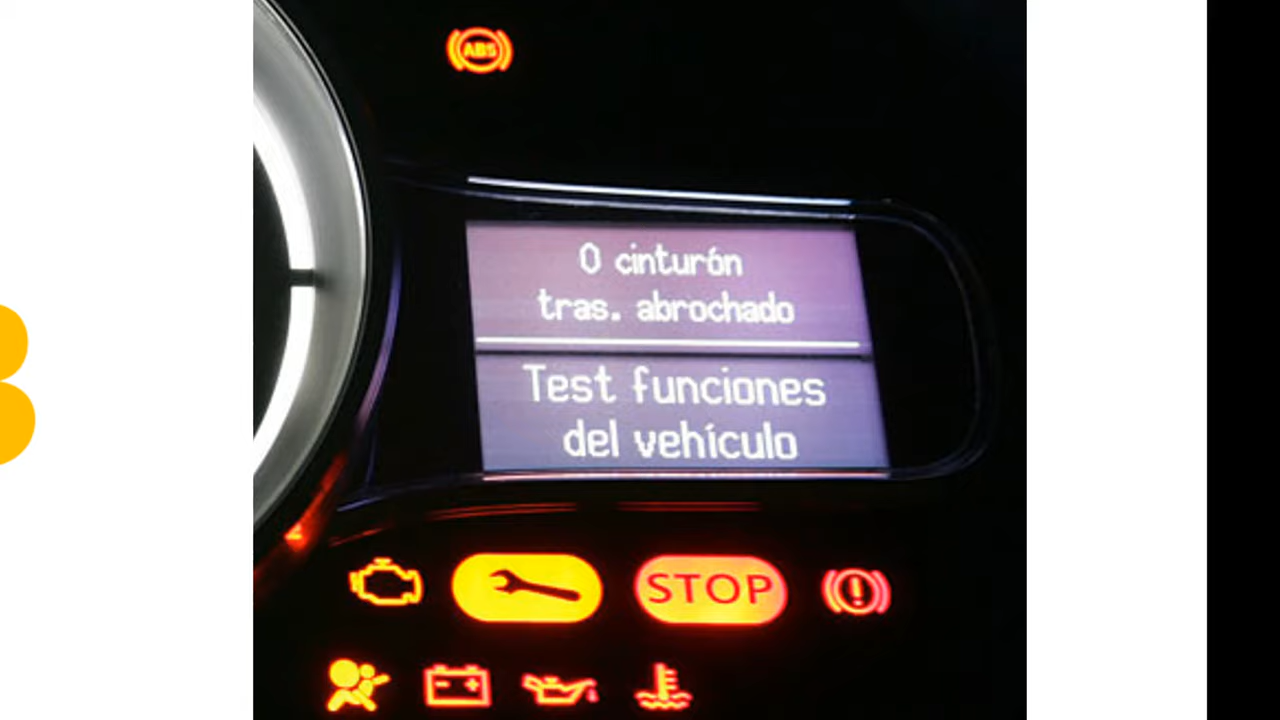 ABS
0 cinturón
tras. abrochado
Test funciones
del vehículo
STOP